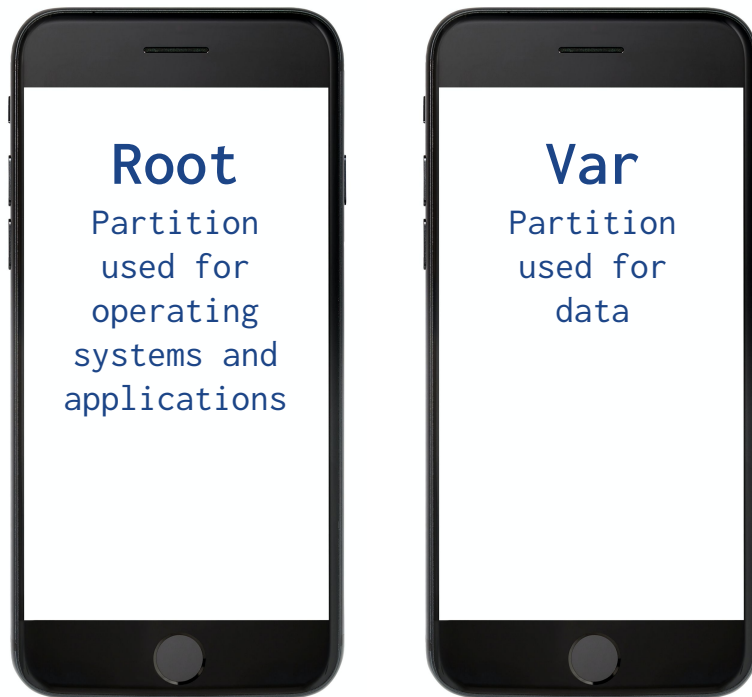 Root
Partition
used for
operating
systems and
applications
Var
Partition
used for
data